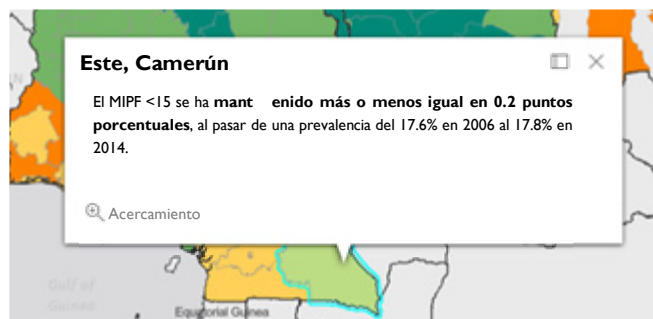 Este, Camerún
El MIPF <15 se ha mant enido más o menos igual en 0.2 puntos
porcentuales, al pasar de una prevalencia del 17.6% en 2006 al 17.8% en
2014.
Acercamiento
Gulf of
Guinea
Equatorial Guinea